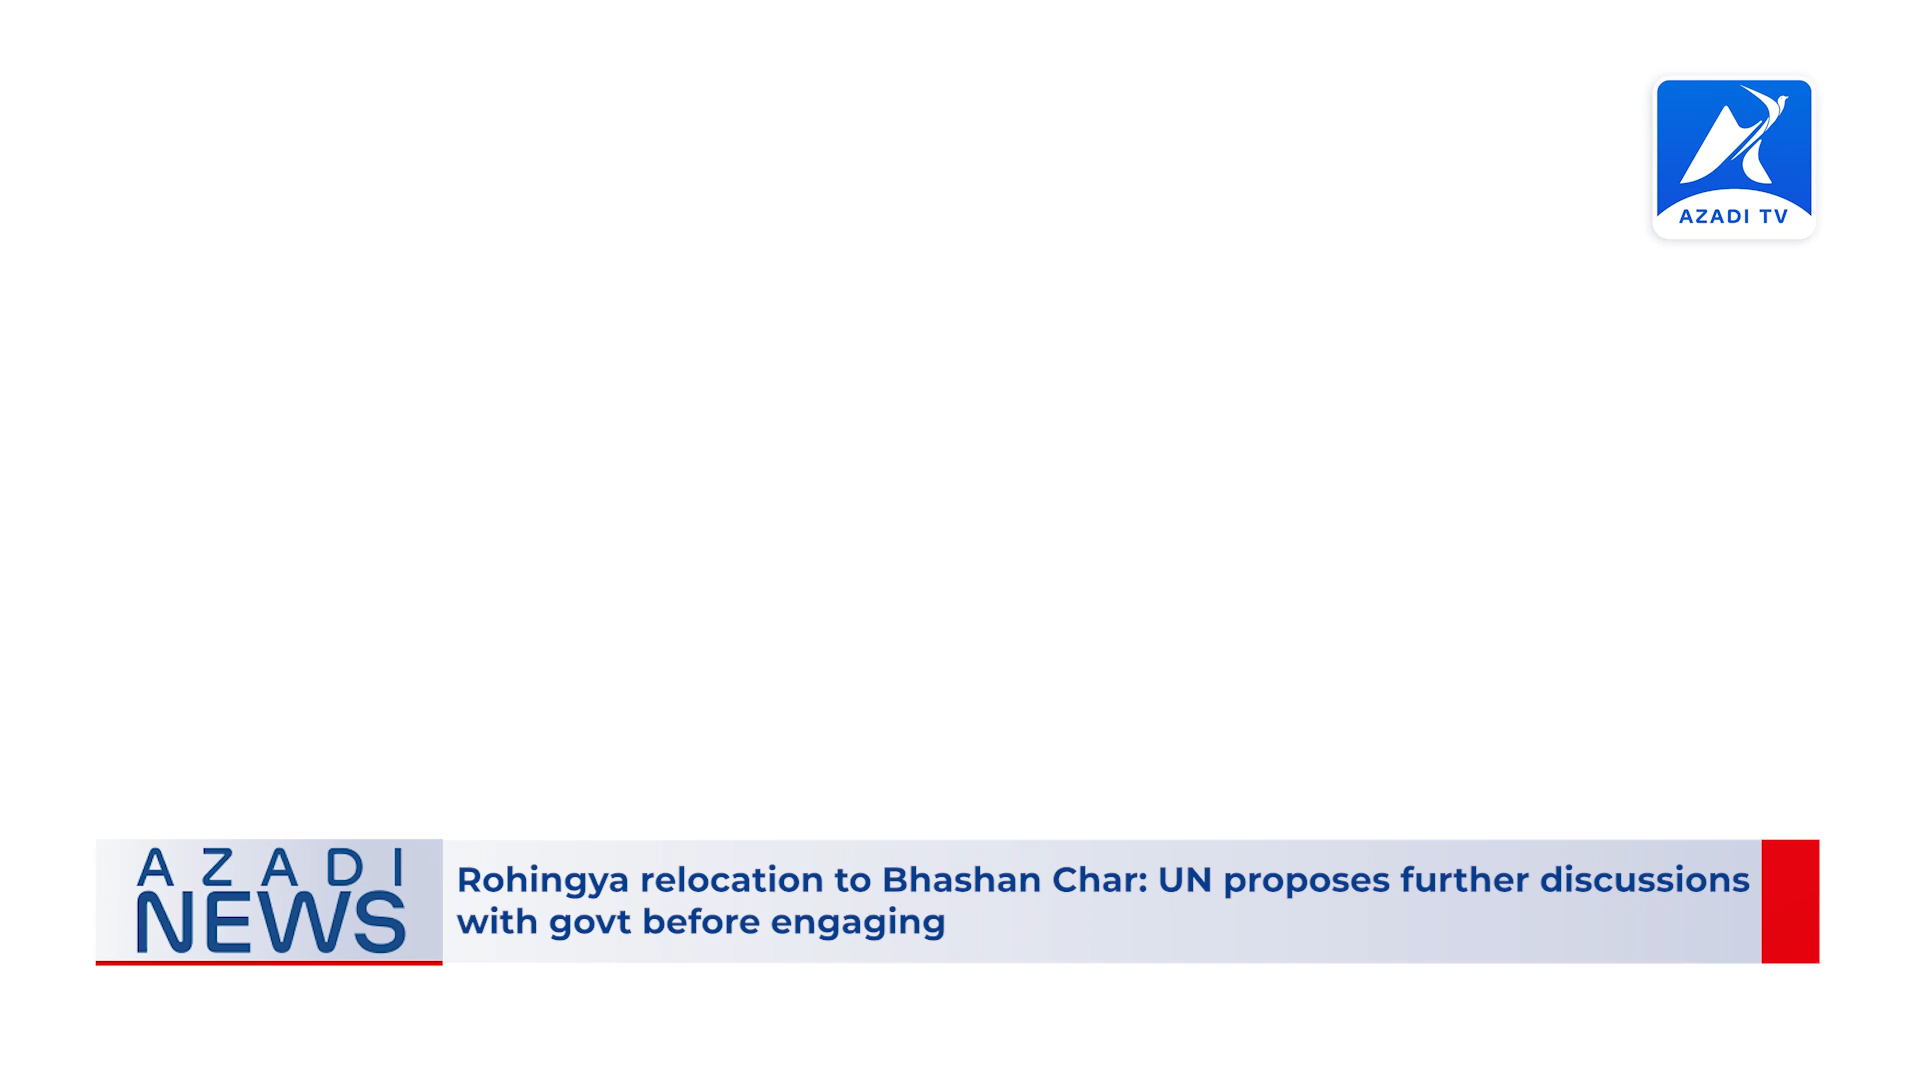 AZADI TV
AZADI
NEWS
Rohingya relocation to Bhashan Char: UN proposes further discussions
with govt before engaging